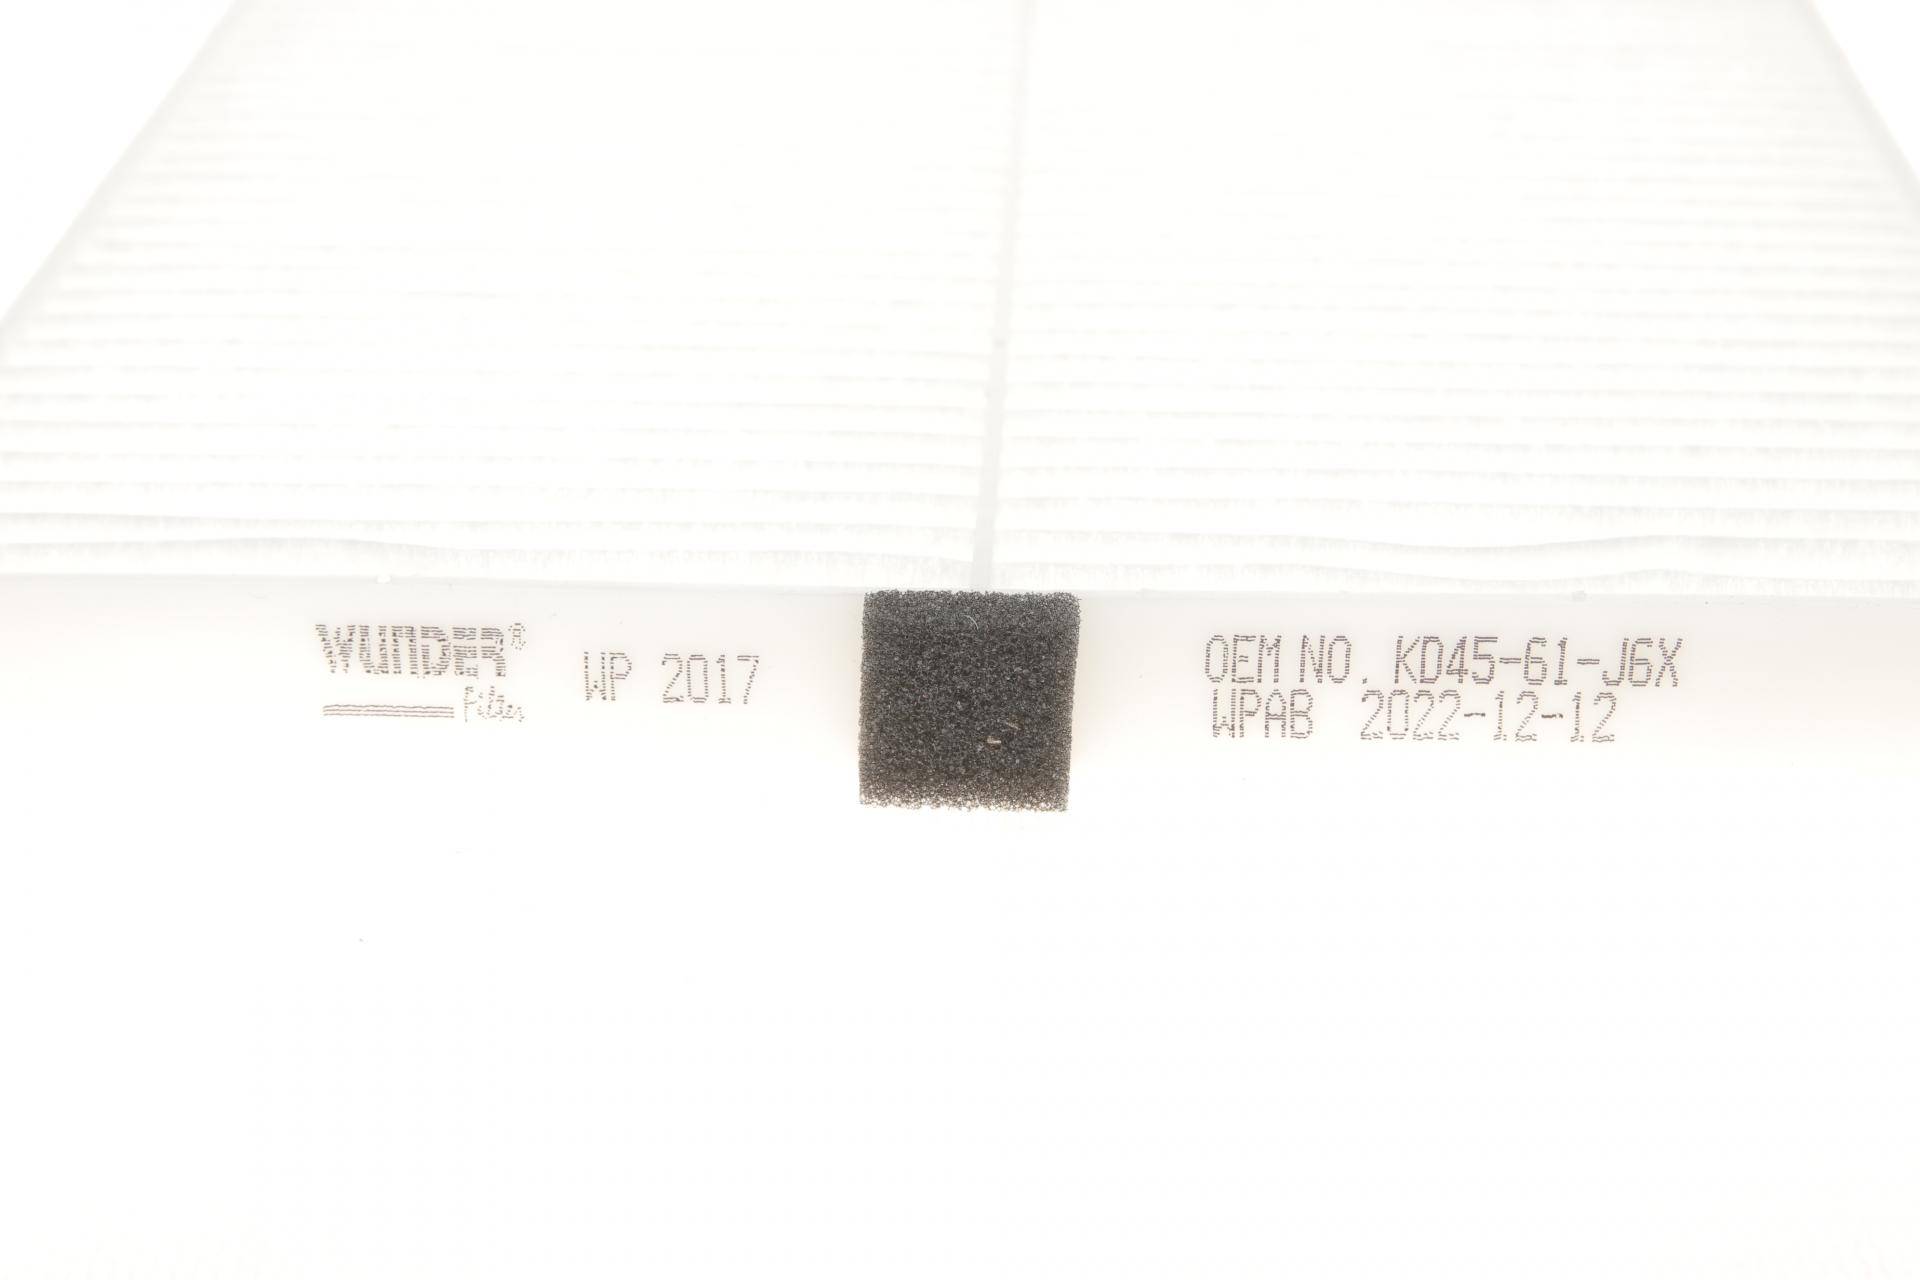 WUNDER®
Filter
WP 2017
OEM NO. KD45-61-J6X
WPAB 2022-12-12